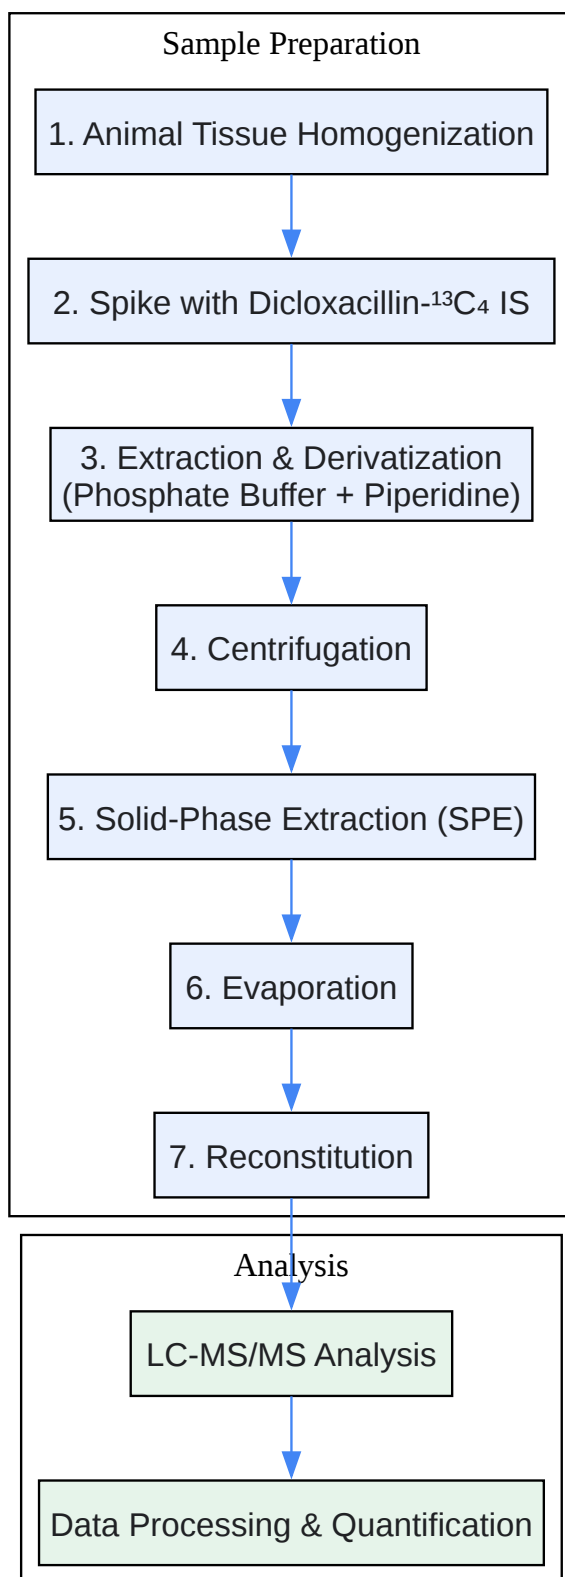 Sample Preparation
1. Animal Tissue Homogenization
2. Spike with Dicloxacillin-¹³C₄ IS
3. Extraction & Derivatization
(Phosphate Buffer + Piperidine)
4. Centrifugation
5. Solid-Phase Extraction (SPE)
6. Evaporation
7. Reconstitution
Analysis
LC-MS/MS Analysis
Data Processing & Quantification